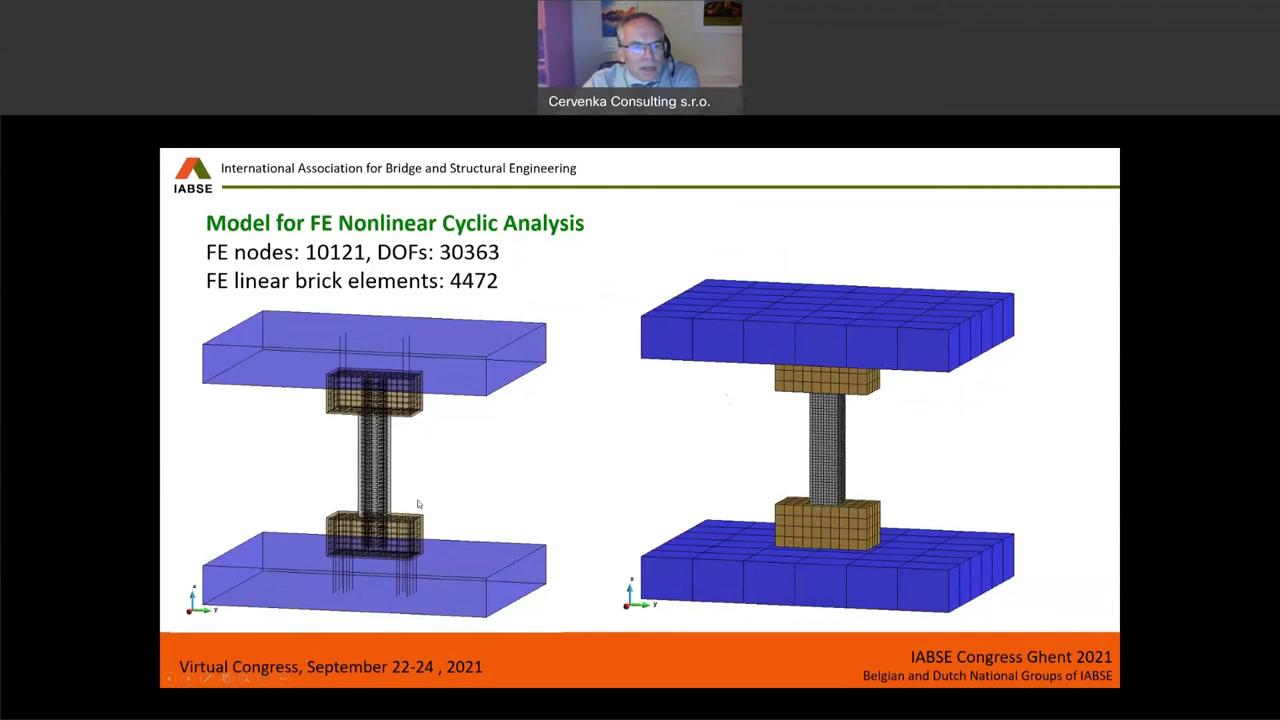 Cervenka Consulting s.r.o.
International Association for Bridge and Structural Engineering
IABSE
Model for FE Nonlinear Cyclic Analysis
FE nodes: 10121, DOFs: 30363
FE linear brick elements: 4472
z
y
z
y
Virtual Congress, September 22-24 , 2021
IABSE Congress Ghent 2021
Belgian and Dutch National Groups of IABSE